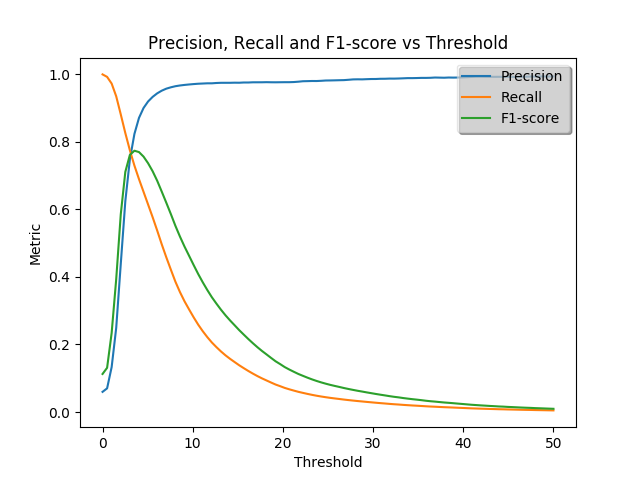 Precision, Recall and F1-score vs Threshold
1.0
0.8
0.6
0.4
0.2
0.0
Metric
Precision
Recall
F1-score
0 10 20 30 40 50
Threshold